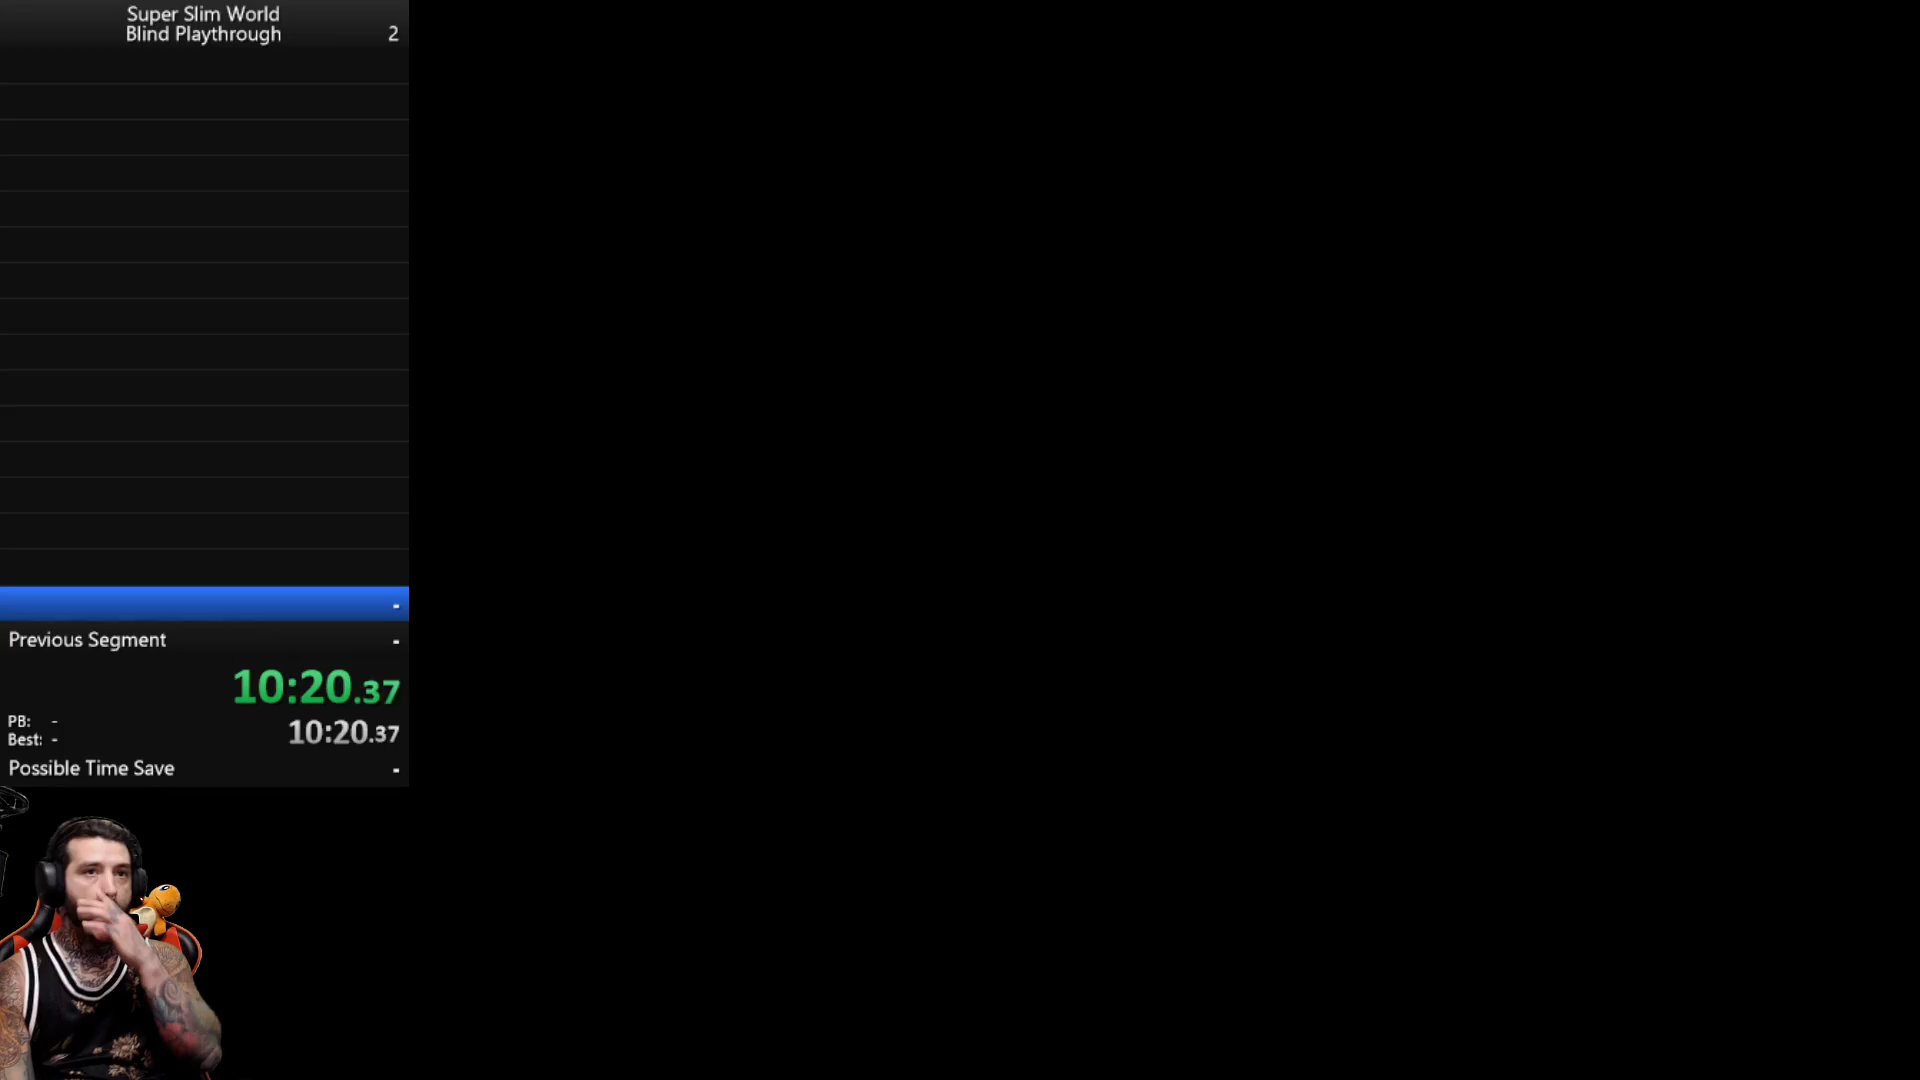 Super Slim World
Blind Playthrough 2
-
Previous Segment -
10:20.37
PB: -
10:20.37
Best: -
Possible Time Save -